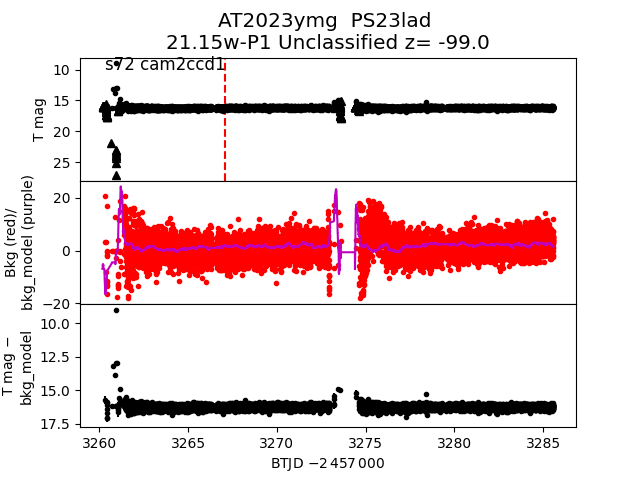 AT2023ymg PS23lad
21.15w-P1 Unclassified z= -99.0
s72 cam2ccd1
10
15
20
25
T mag
20
0
−20
Bkg (red)/
bkg_model (purple)
10.0
12.5
15.0
17.5
T mag −
bkg_model
3260 3265 3270 3275 3280 3285
BTJD −2 457 000